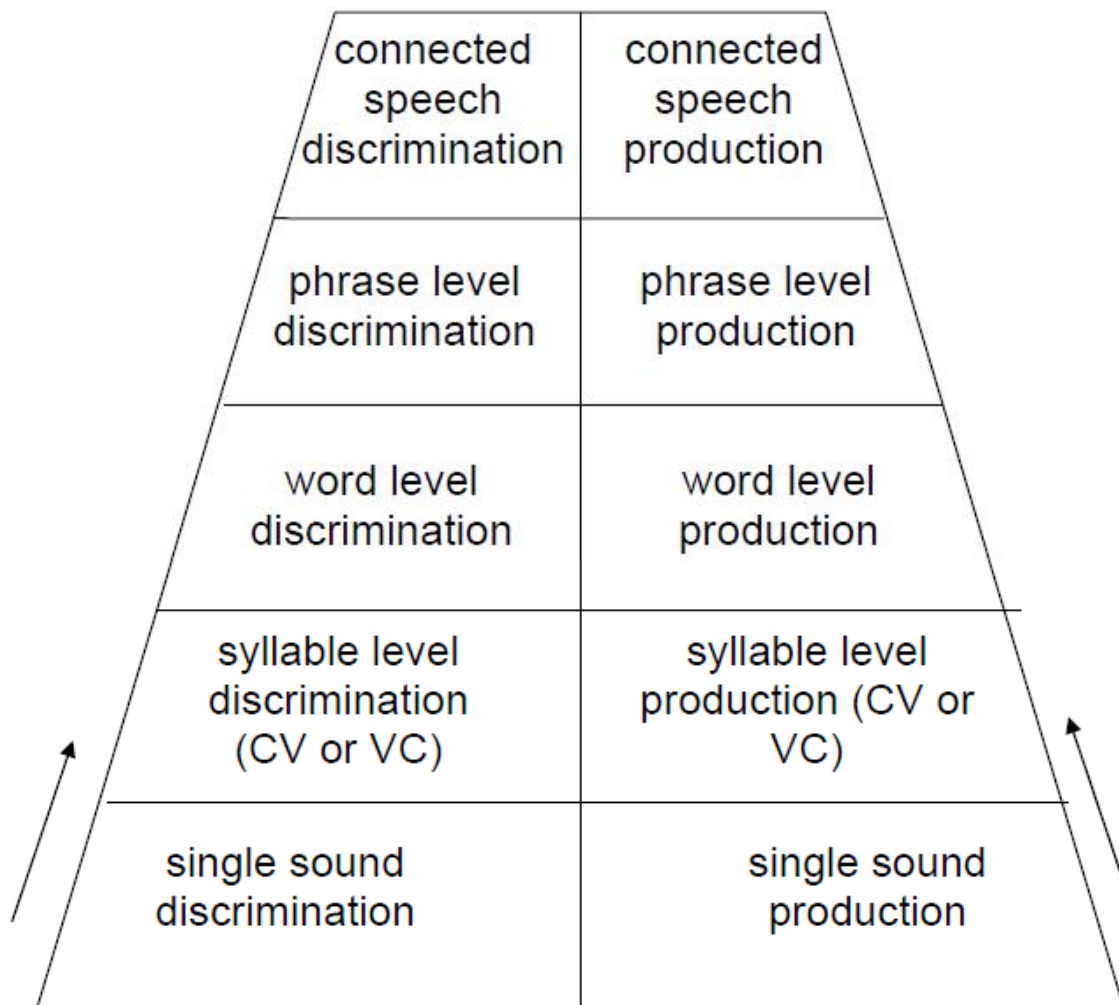 connected
speech
discrimination
connected
speech
production
phrase level
discrimination
phrase level
production
word level
discrimination
word level
production
syllable level
discrimination
(CV or VC)
syllable level
production (CV or
VC)
single sound
discrimination
single sound
production